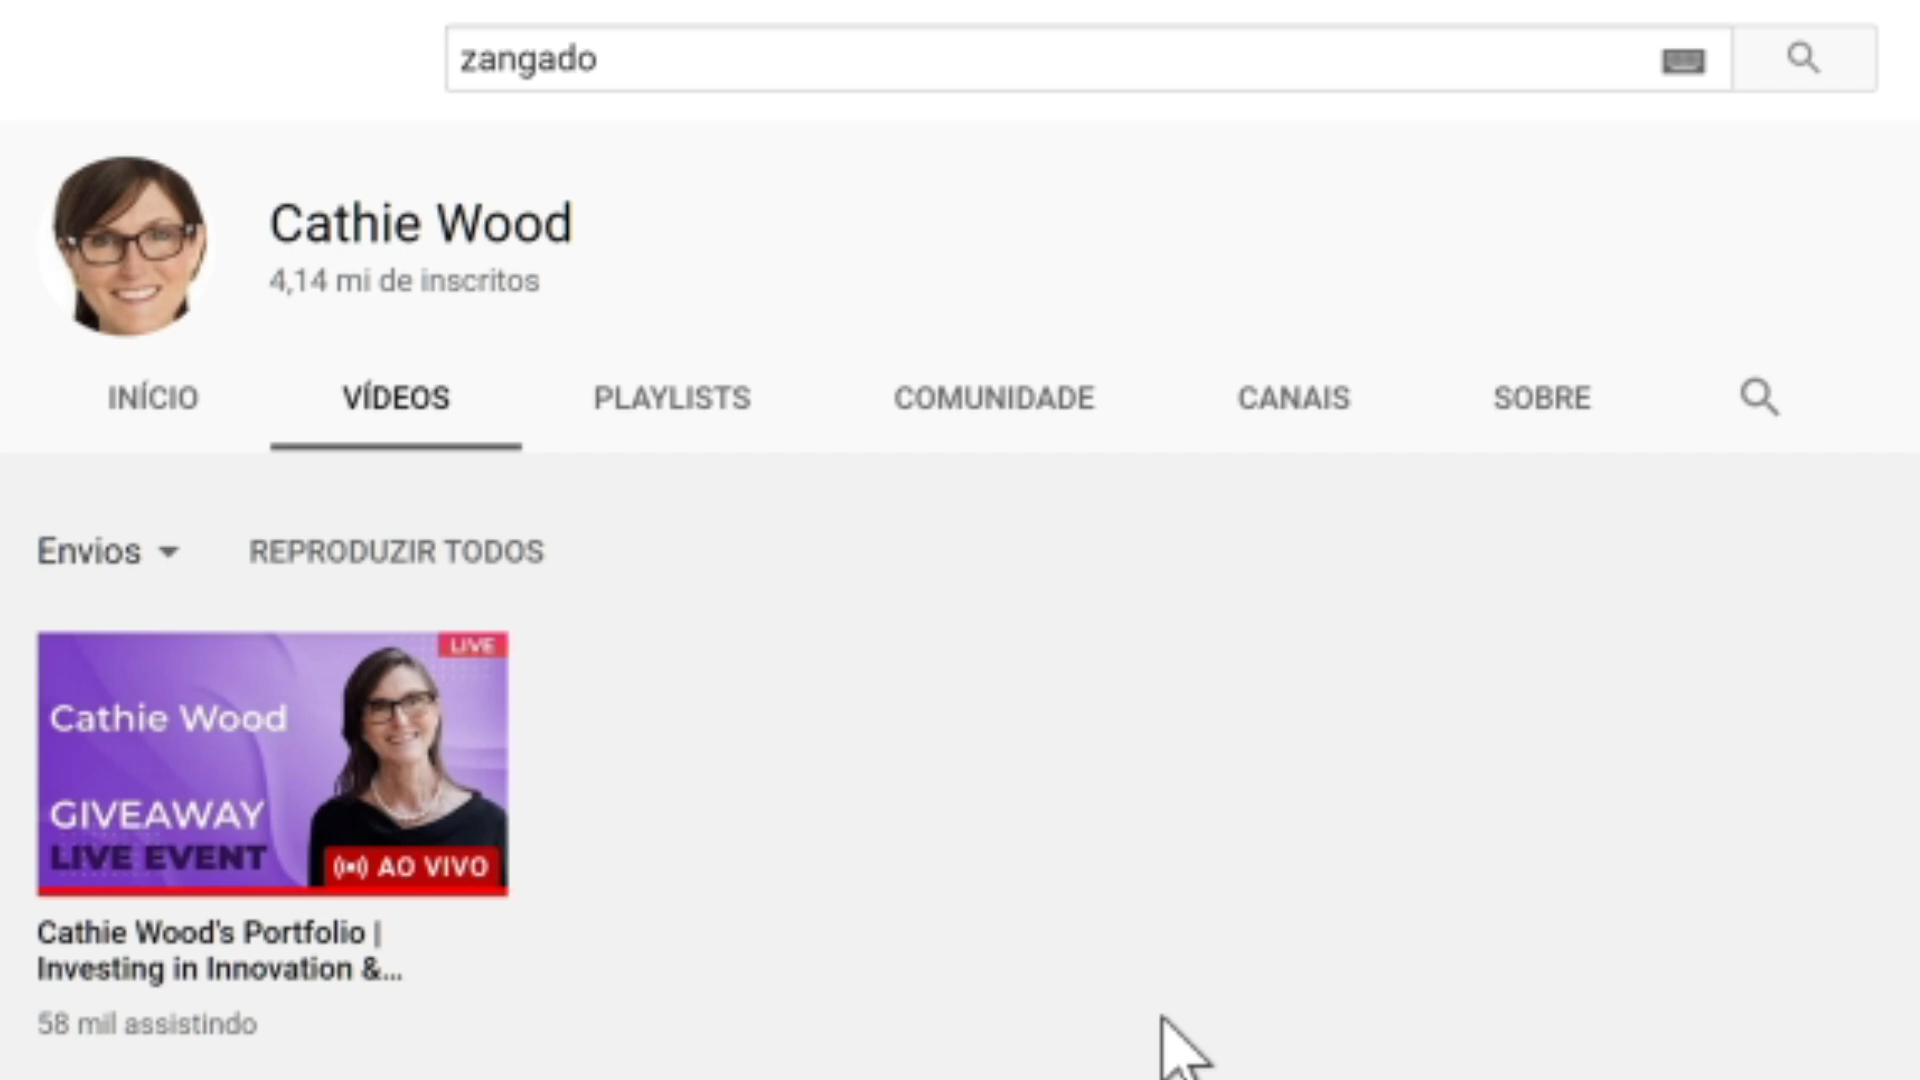 zangado
Cathie Wood
4,14 mi de inscritos
INÍCIO VÍDEOS PLAYLISTS COMUNIDADE CANAIS SOBRE
Envios REPRODUZIR TODOS
LIVE
Cathie Wood
GIVEAWAY
LIVE EVENT
AO VIVO
Cathie Wood's Portfolio |
Investing in Innovation &...
58 mil assistindo